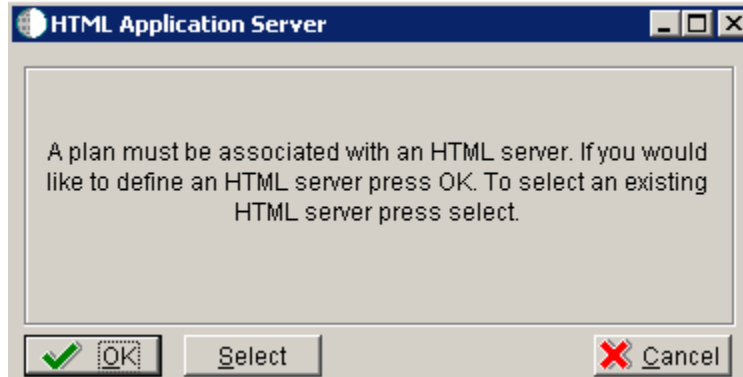 HTML Application Server
A plan must be associated with an HTML server. If you would
like to define an HTML server press OK. To select an existing
HTML server press select.
OK
Select
Cancel